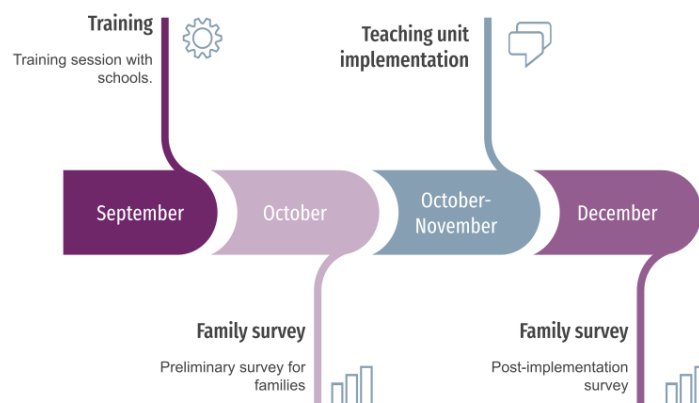 Training
Training session with
schools.
Teaching unit
implementation
September
October
October-
November
December
Family survey
Preliminary survey for
families
Family survey
Post-implementation
survey